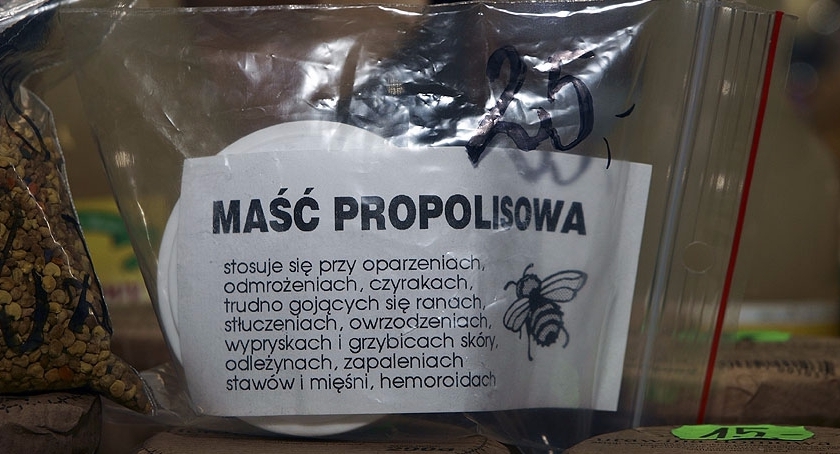 25,-
MAŚĆ PROPOLISOWA
stosuje się przy oparzeniach,
odmrożeniach, czyrakach,
trudno gojących się ranach,
stłuczeniach, owrzodzeniach,
wypryskach i grzybicach skóry,
odleżynach, zapaleniach
stawów i mięśni, hemoroidach
15,-